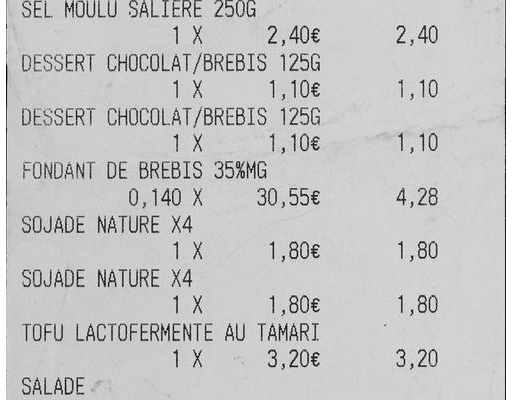 SEL MOULU SALIERE 250G
1 X 2,40€ 2,40
DESSERT CHOCOLAT/BREBIS 125G
1 X 1,10€ 1,10
DESSERT CHOCOLAT/BREBIS 125G
1 X 1,10€ 1,10
FONDANT DE BREBIS 35%MG
0,140 X 30,55€ 4,28
SOJADE NATURE X4
1 X 1,80€ 1,80
SOJADE NATURE X4
1 X 1,80€ 1,80
TOFU LACTOFERMENTE AU TAMARI
1 X 3,20€ 3,20
SALADE